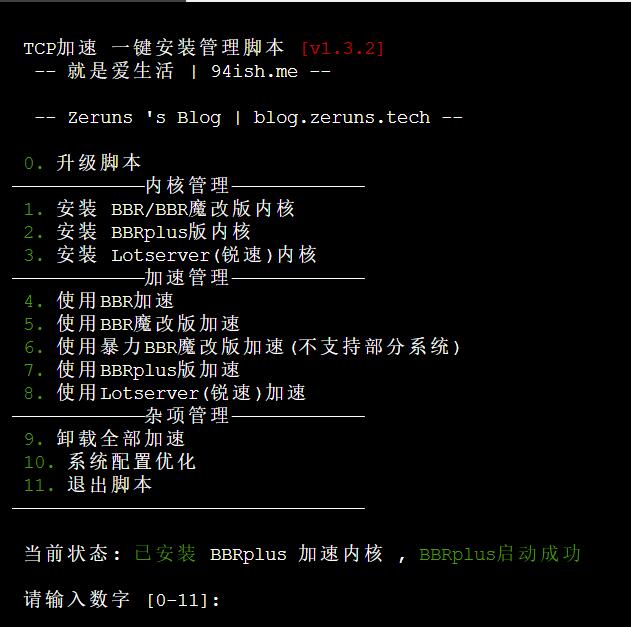 TCP加速 一键安装管理脚本 [v1.3.2]
-- 就是爱生活 | 94ish.me --
-- Zeruns 's Blog | blog.zeruns.tech --
0. 升级脚本
————————————内核管理————————————
1. 安装 BBR/BBR魔改版内核
2. 安装 BBRplus版内核
3. 安装 Lotserver(锐速)内核
————————————加速管理————————————
4. 使用BBR加速
5. 使用BBR魔改版加速
6. 使用暴力BBR魔改版加速(不支持部分系统)
7. 使用BBRplus版加速
8. 使用Lotserver(锐速)加速
————————————杂项管理————————————
9. 卸载全部加速
10. 系统配置优化
11. 退出脚本
————————————————————————————————
当前状态: 已安装 BBRplus 加速内核 , BBRplus启动成功
请输入数字 [0-11]: